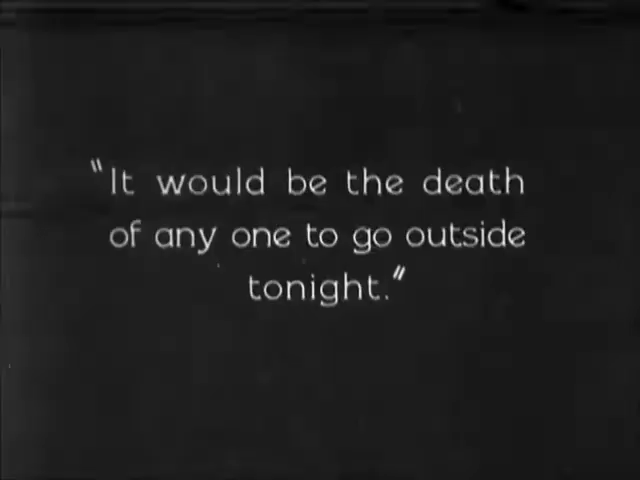 "It would be the death
of any one to go outside
tonight."